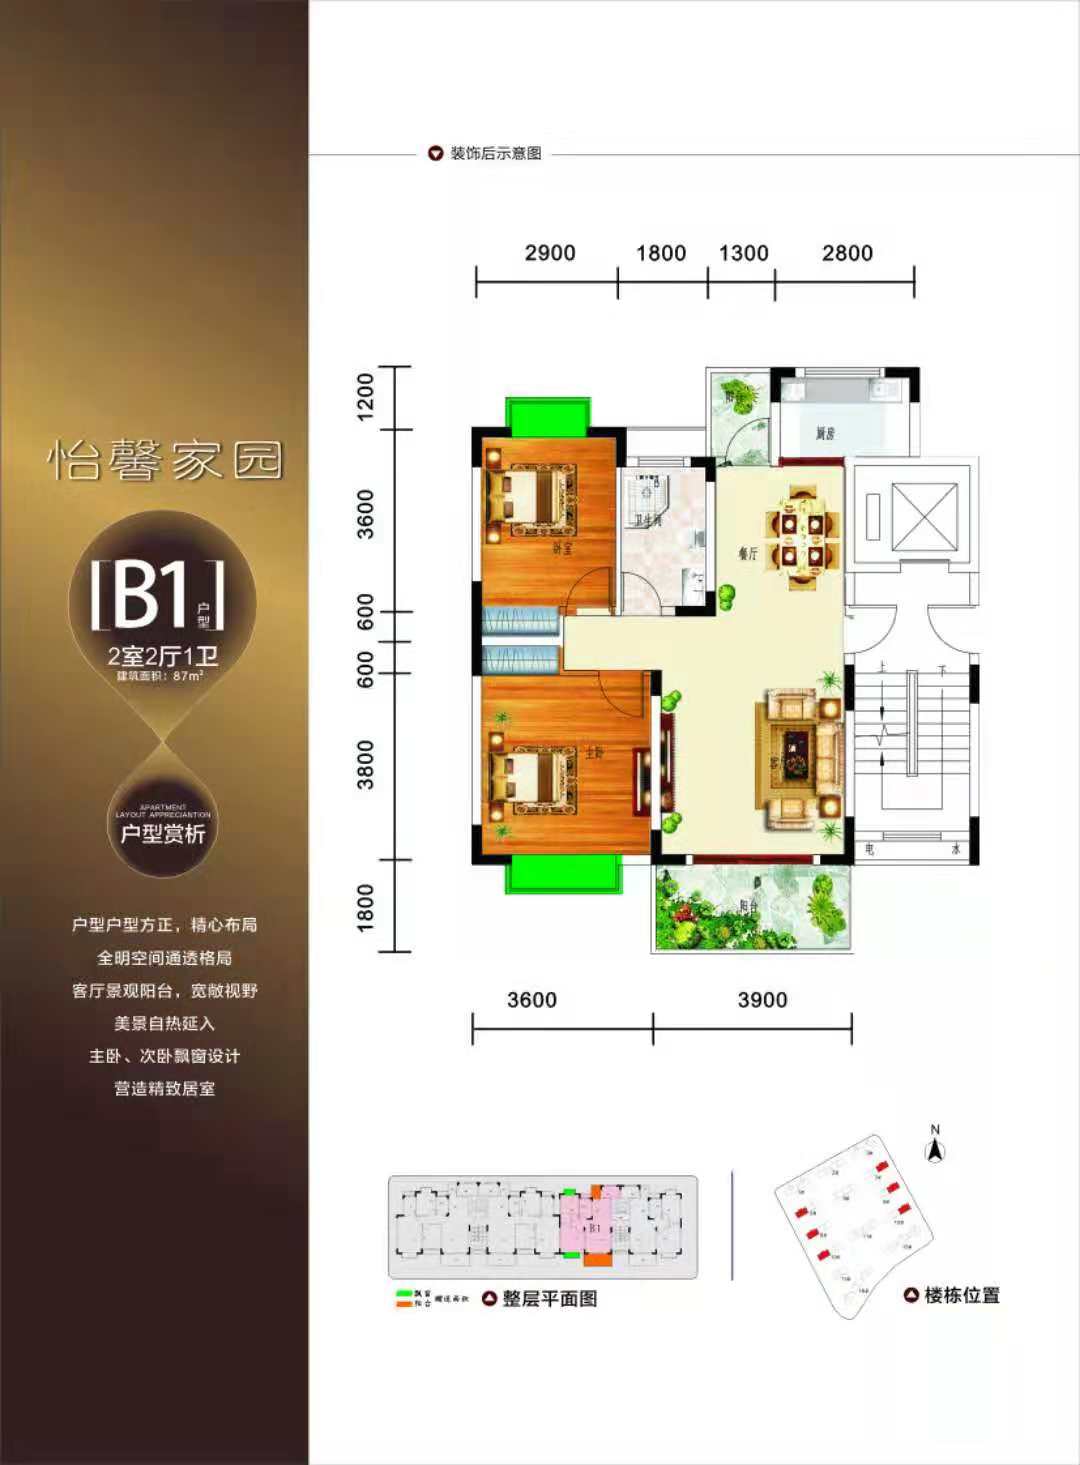 装饰后示意图
2900 1800 1300 2800
1200
3600
600
600
3800
1800
厨房
卫生间
餐厅
卧室
主卧
客厅
阳台
上 下
电 水
3600 3900
怡馨家园
[B1]户型
2室2厅1卫
建筑面积：87m²
APARTMENT
LAYOUT APPRECIANTION
户型赏析
户型户型方正，精心布局
全明空间通透格局
客厅景观阳台，宽敞视野
美景自热延入
主卧、次卧飘窗设计
营造精致居室
B1
飘窗
阳台
赠送面积
整层平面图
N
楼栋位置